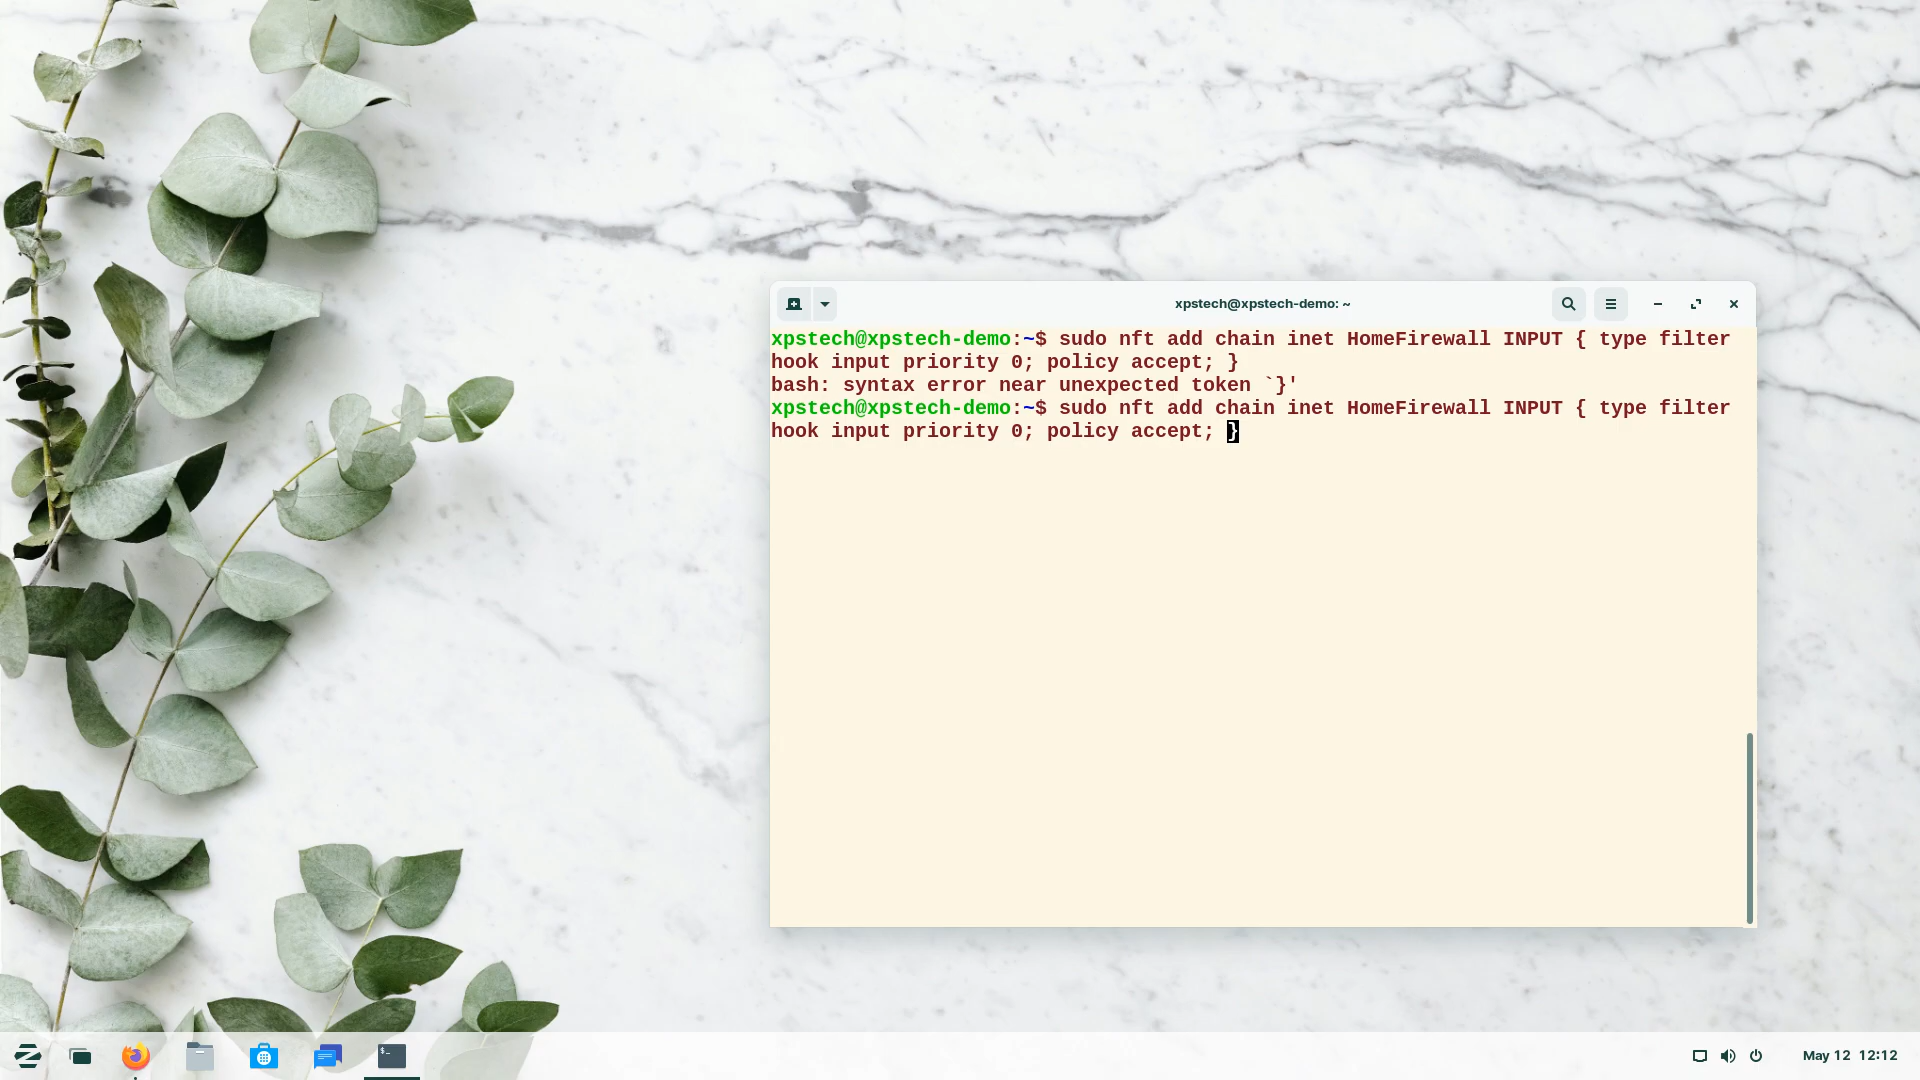 xpstech@xpstech-demo: ~
xpstech@xpstech-demo:~$ sudo nft add chain inet HomeFirewall INPUT { type filter
hook input priority 0; policy accept; }
bash: syntax error near unexpected token `}'
xpstech@xpstech-demo:~$ sudo nft add chain inet HomeFirewall INPUT { type filter
hook input priority 0; policy accept; }
$_
May 12 12:12